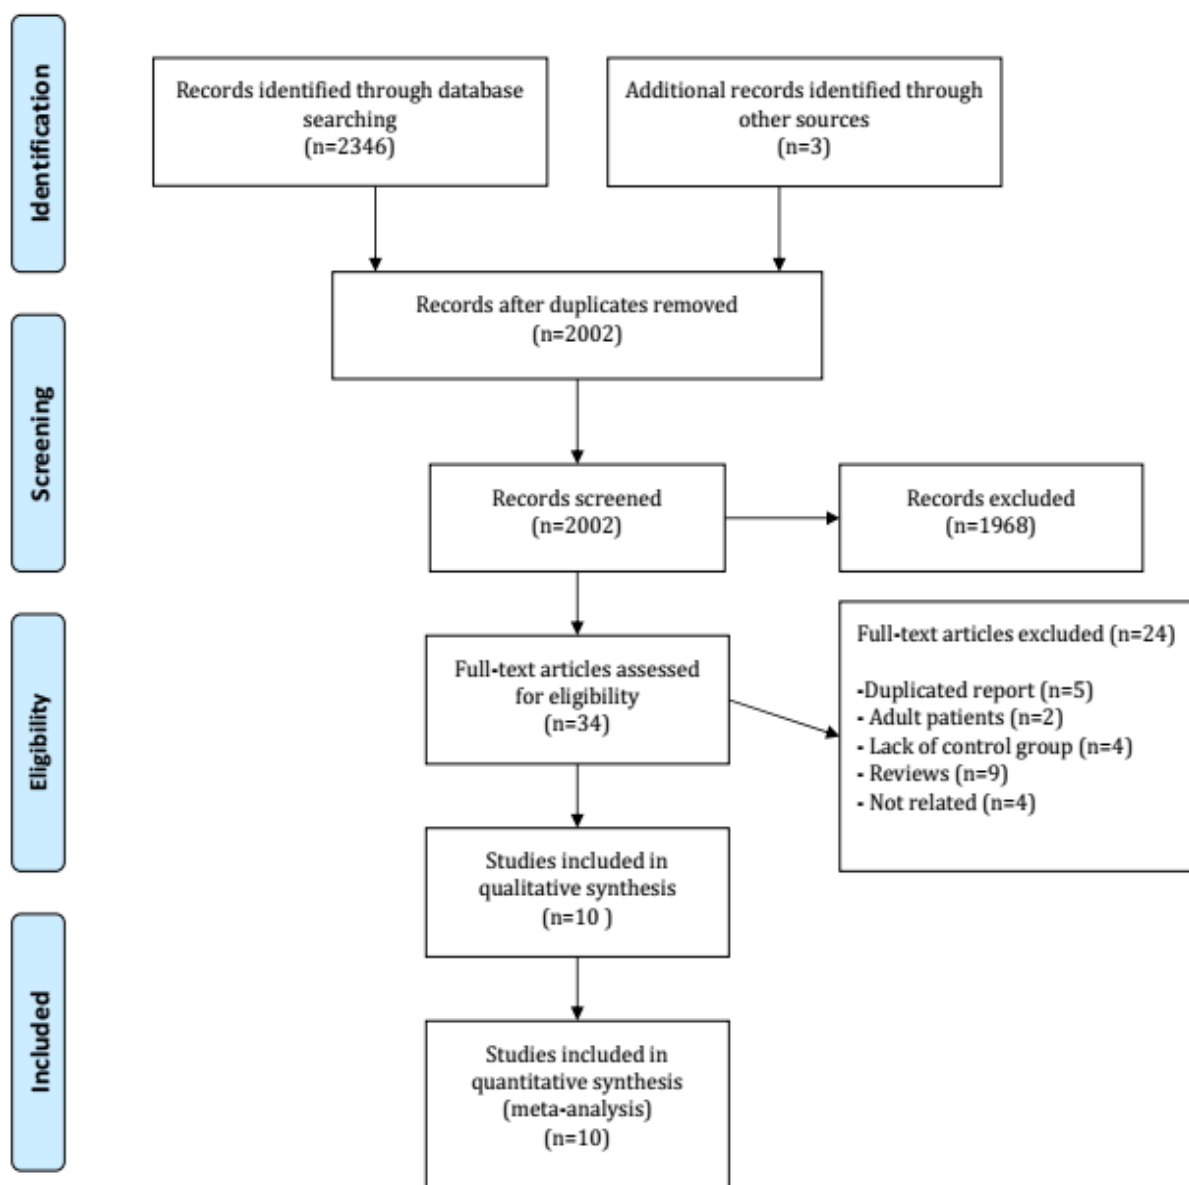 Identification
Records identified through database
searching
(n=2346)
Additional records identified through
other sources
(n=3)
Records after duplicates removed
(n=2002)
Screening
Records screened
(n=2002)
Records excluded
(n=1968)
Eligibility
Full-text articles assessed
for eligibility
(n=34)
Full-text articles excluded (n=24)
-Duplicated report (n=5)
- Adult patients (n=2)
- Lack of control group (n=4)
- Reviews (n=9)
- Not related (n=4)
Studies included in
qualitative synthesis
(n=10 )
Included
Studies included in
quantitative synthesis
(meta-analysis)
(n=10)